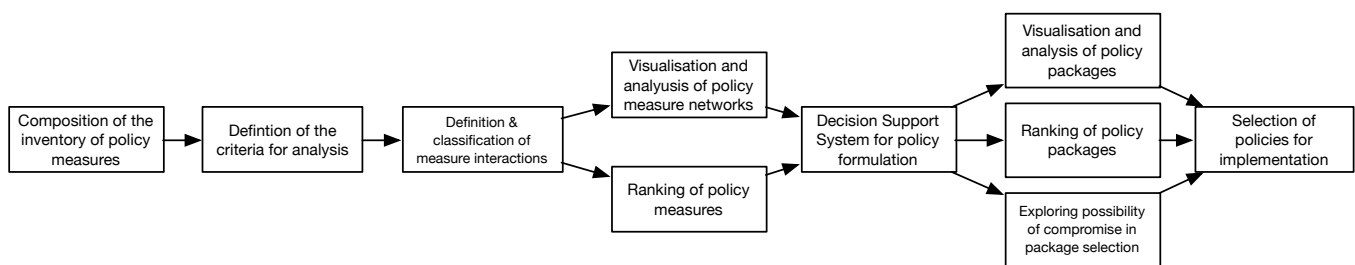 Composition of the
inventory of policy
measures
Defintion of the
criteria for analysis
Definition &
classification of
measure interactions
Visualisation and
analyusis of policy
measure networks
Ranking of policy
measures
Decision Support
System for policy
formulation
Visualisation and
analysis of policy
packages
Ranking of policy
packages
Exploring possibility
of compromise in
package selection
Selection of
policies for
implementation